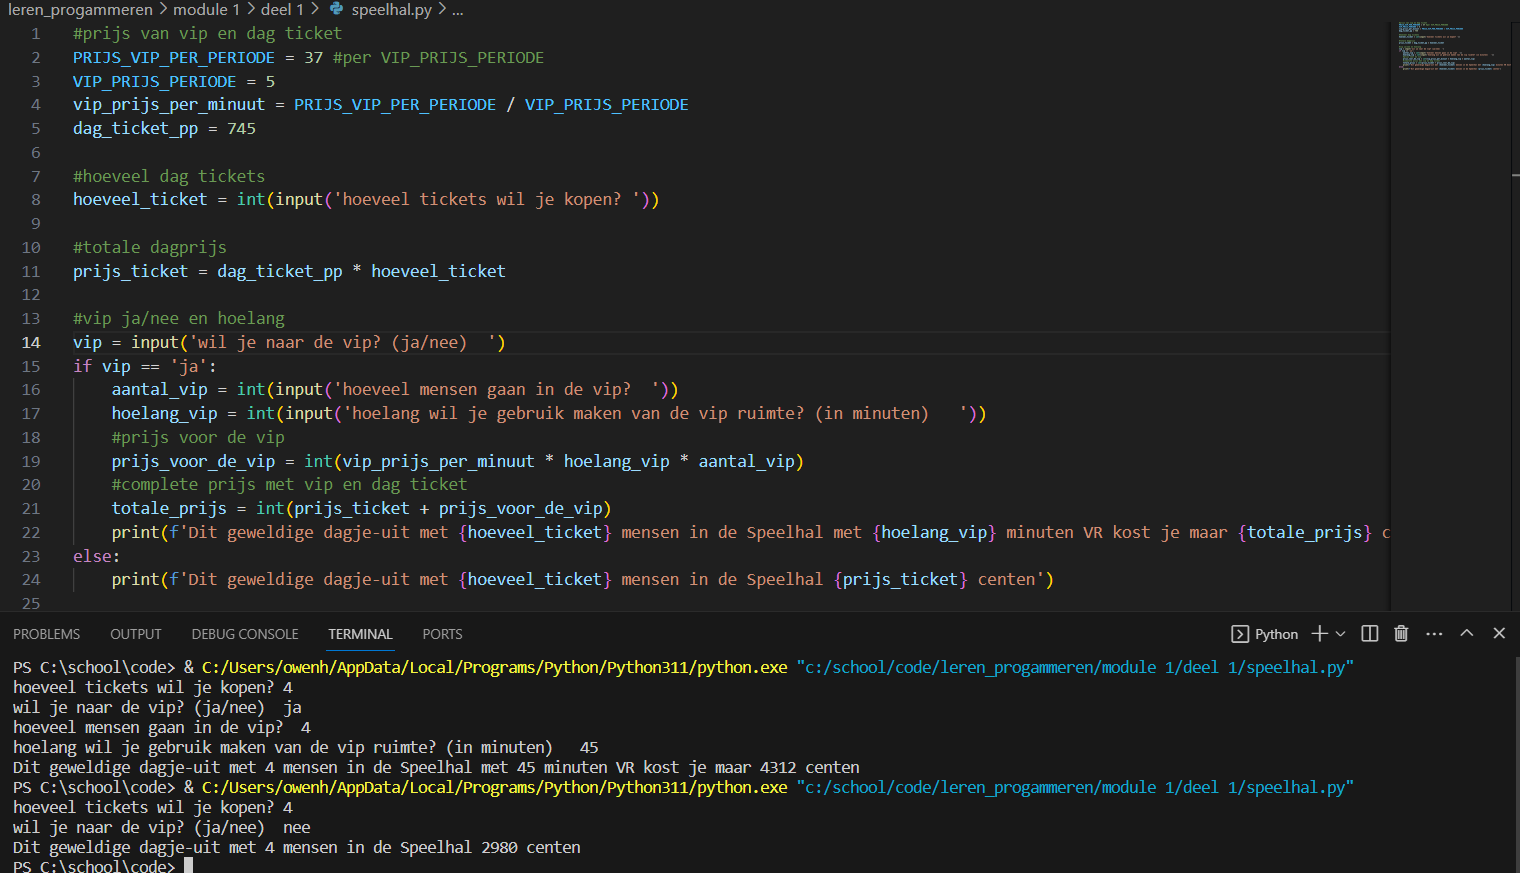 leren_progammeren > module 1 > deel 1 > speelhal.py > ...
1 #prijs van vip en dag ticket
2 PRIJS_VIP_PER_PERIODE = 37 #per VIP_PRIJS_PERIODE
3 VIP_PRIJS_PERIODE = 5
4 vip_prijs_per_minuut = PRIJS_VIP_PER_PERIODE / VIP_PRIJS_PERIODE
5 dag_ticket_pp = 745
6
7 #hoeveel dag tickets
8 hoeveel_ticket = int(input('hoeveel tickets wil je kopen? '))
9
10 #totale dagprijs
11 prijs_ticket = dag_ticket_pp * hoeveel_ticket
12
13 #vip ja/nee en hoelang
14 vip = input('wil je naar de vip? (ja/nee)  ')
15 if vip == 'ja':
16     aantal_vip = int(input('hoeveel mensen gaan in de vip?  '))
17     hoelang_vip = int(input('hoelang wil je gebruik maken van de vip ruimte? (in minuten)   '))
18     #prijs voor de vip
19     prijs_voor_de_vip = int(vip_prijs_per_minuut * hoelang_vip * aantal_vip)
20     #complete prijs met vip en dag ticket
21     totale_prijs = int(prijs_ticket + prijs_voor_de_vip)
22     print(f'Dit geweldige dagje-uit met {hoeveel_ticket} mensen in de Speelhal met {hoelang_vip} minuten VR kost je maar {totale_prijs} c
23 else:
24     print(f'Dit geweldige dagje-uit met {hoeveel_ticket} mensen in de Speelhal {prijs_ticket} centen')
25
PROBLEMS OUTPUT DEBUG CONSOLE TERMINAL PORTS Python
PS C:\school\code> & C:/Users/owenh/AppData/Local/Programs/Python/Python311/python.exe "c:/school/code/leren_progammeren/module 1/deel 1/speelhal.py"
hoeveel tickets wil je kopen? 4
wil je naar de vip? (ja/nee)  ja
hoeveel mensen gaan in de vip?  4
hoelang wil je gebruik maken van de vip ruimte? (in minuten)   45
Dit geweldige dagje-uit met 4 mensen in de Speelhal met 45 minuten VR kost je maar 4312 centen
PS C:\school\code> & C:/Users/owenh/AppData/Local/Programs/Python/Python311/python.exe "c:/school/code/leren_progammeren/module 1/deel 1/speelhal.py"
hoeveel tickets wil je kopen? 4
wil je naar de vip? (ja/nee)  nee
Dit geweldige dagje-uit met 4 mensen in de Speelhal 2980 centen
PS C:\school\code>